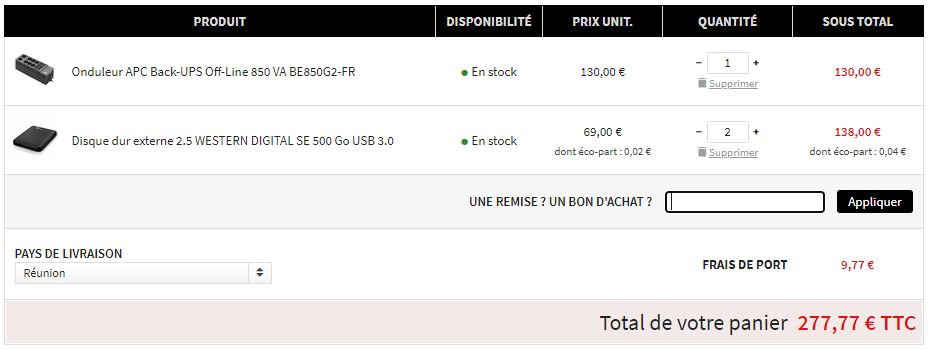 PRODUIT DISPONIBILITÉ PRIX UNIT. QUANTITÉ SOUS TOTAL
Onduleur APC Back-UPS Off-Line 850 VA BE850G2-FR En stock 130,00 € − 1 + 130,00 €
Supprimer
Disque dur externe 2.5 WESTERN DIGITAL SE 500 Go USB 3.0 En stock 69,00 € − 2 + 138,00 €
dont éco-part : 0,02 € Supprimer dont éco-part : 0,04 €
UNE REMISE ? UN BON D'ACHAT ? Appliquer
PAYS DE LIVRAISON
Réunion FRAIS DE PORT 9,77 €
Total de votre panier 277,77 € TTC